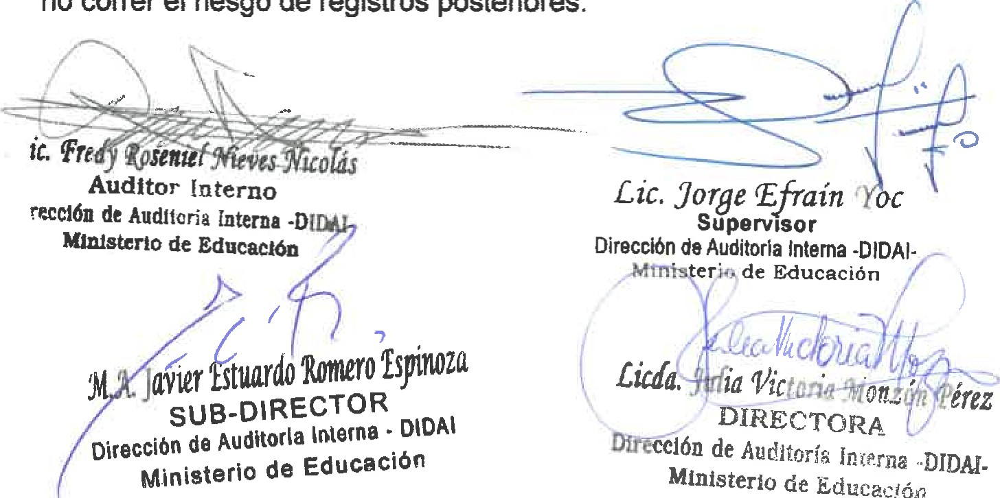 no correr el riesgo de registros posteriores.
ic. Fredy Roseniel Nieves Nicolás
Auditor Interno
rección de Auditoria Interna -DIDAI-
Ministerio de Educación
Lic. Jorge Efraín Yoc
Supervisor
Dirección de Auditoria Interna -DIDAI-
Ministerio de Educación
M.A. Javier Estuardo Romero Espinoza
SUB-DIRECTOR
Dirección de Auditoria Interna - DIDAI
Ministerio de Educación
Licda. Julia Victoria Monzón Pérez
DIRECTORA
Dirección de Auditoría Interna -DIDAI-
Ministerio de Educación